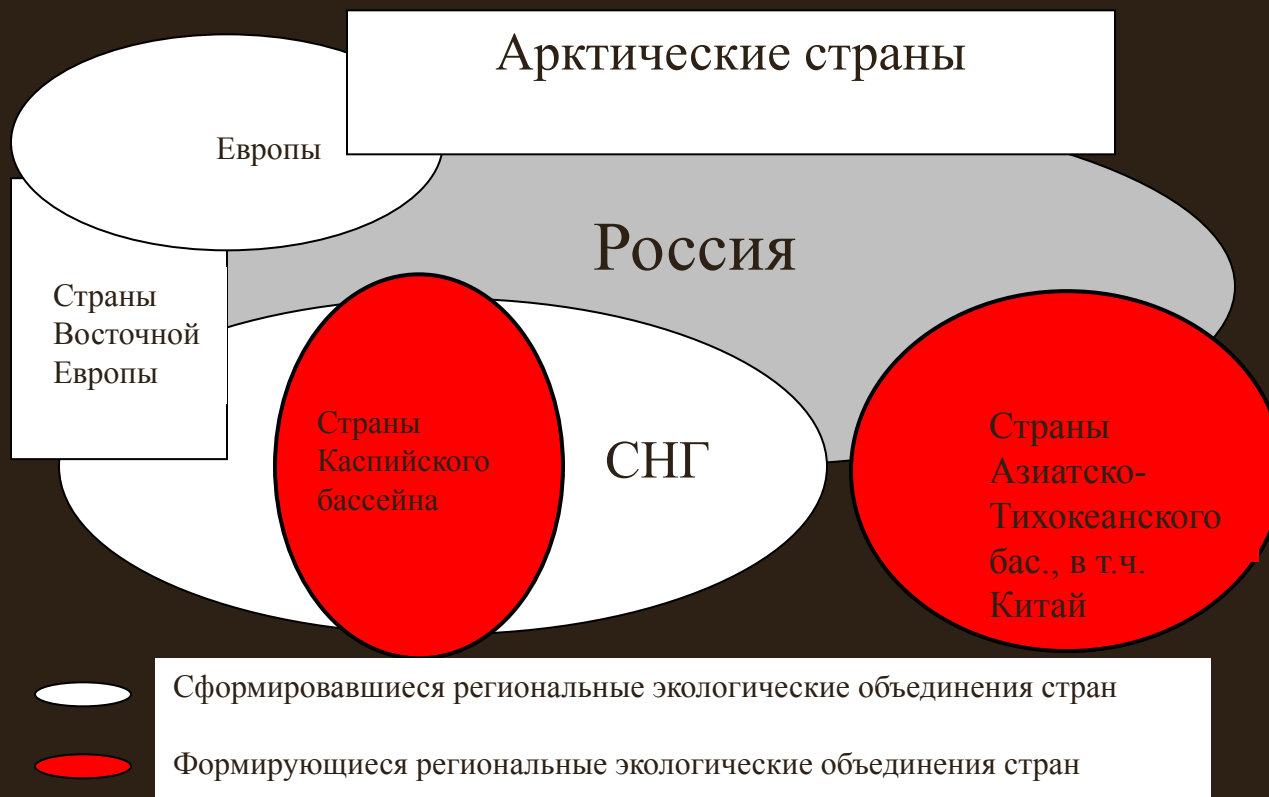 Арктические страны
Европы
Россия
Страны
Восточной
Европы
Страны
Каспийского
бассейна
СНГ
Страны
Азиатско-
Тихокеанского
бас., в т.ч.
Китай
Сформировавшиеся региональные экологические объединения стран
Формирующиеся региональные экологические объединения стран